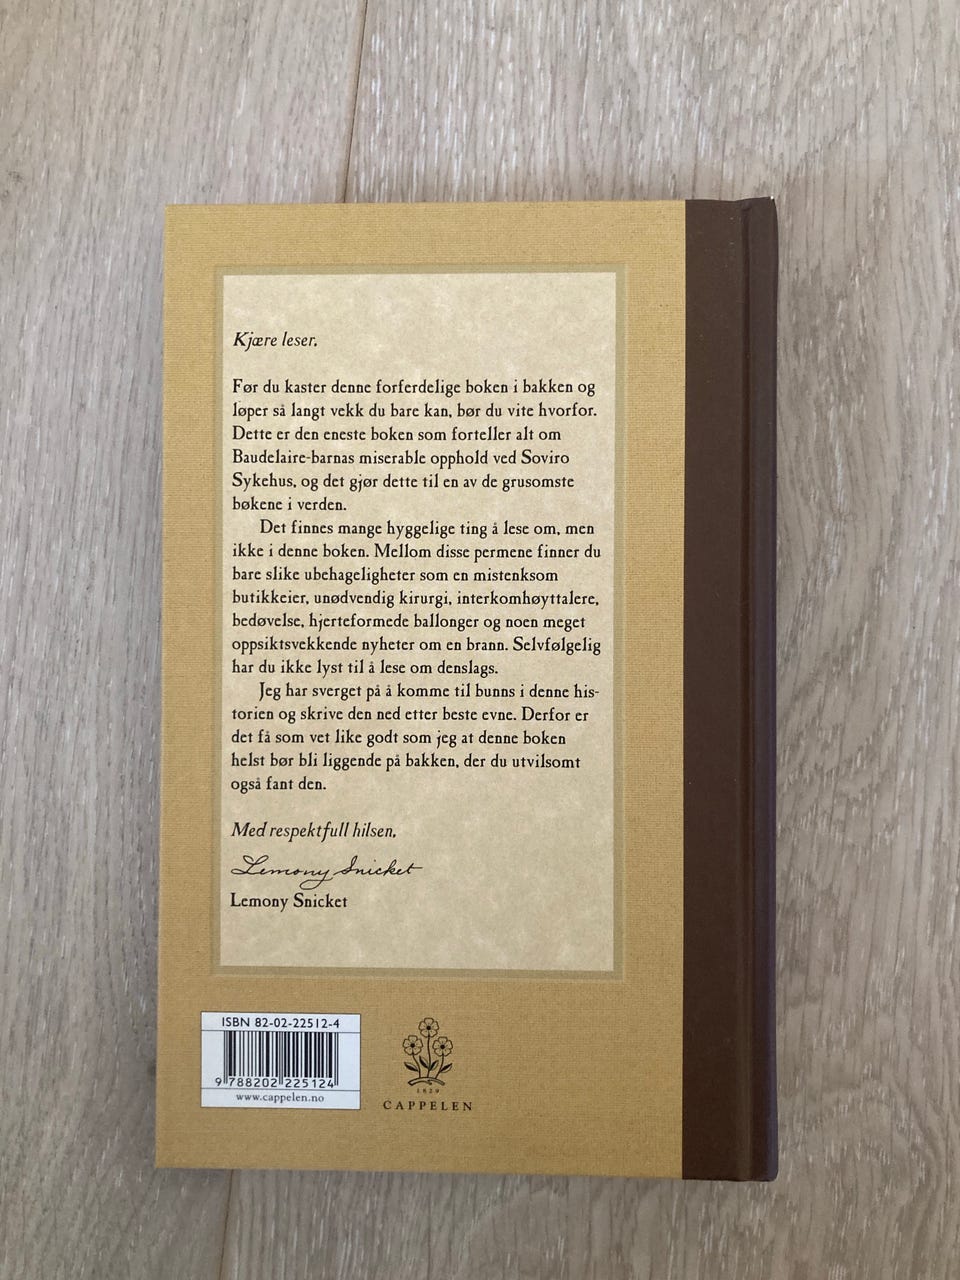 Kjære leser,
Før du kaster denne forferdelige boken i bakken og
løper så langt vekk du bare kan, bør du vite hvorfor.
Dette er den eneste boken som forteller alt om
Baudelaire-barnas miserable opphold ved Soviro
Sykehus, og det gjør dette til en av de grusomste
bøkene i verden.
Det finnes mange hyggelige ting å lese om, men
ikke i denne boken. Mellom disse permene finner du
bare slike ubehageligheter som en mistenksom
butikkeier, unødvendig kirurgi, interkomhøyttalere,
bedøvelse, hjerteformede ballonger og noen meget
oppsiktsvekkende nyheter om en brann. Selvfølgelig
har du ikke lyst til å lese om denslags.
Jeg har sverget på å komme til bunns i denne his-
torien og skrive den ned etter beste evne. Derfor er
det få som vet like godt som jeg at denne boken
helst bør bli liggende på bakken, der du utvilsomt
også fant den.
Med respektfull hilsen,
Lemony Snicket
Lemony Snicket
ISBN 82-02-22512-4
9 788202 225124
www.cappelen.no
1829
CAPPELEN